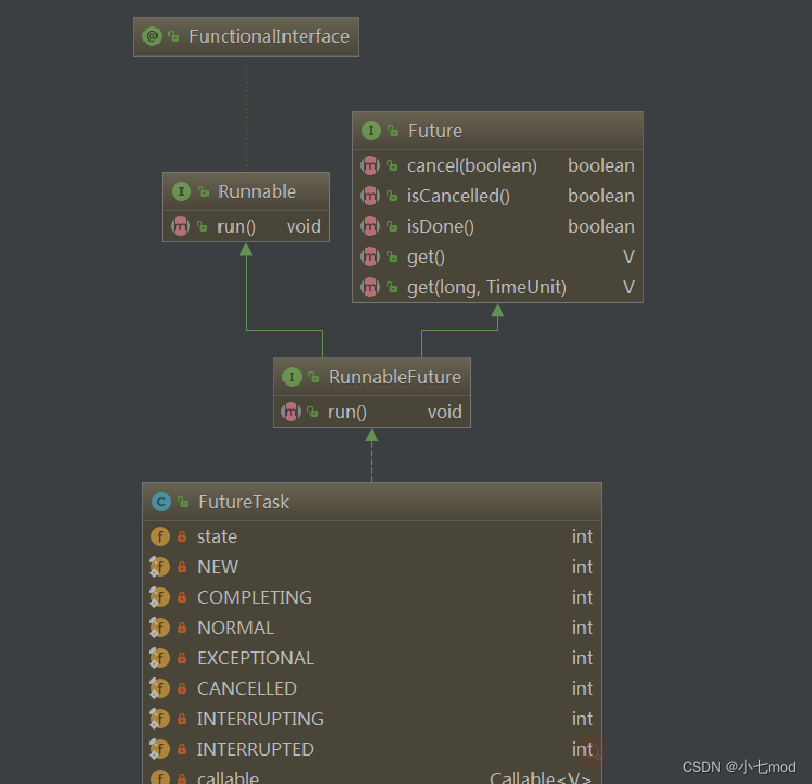 FunctionalInterface
Future
cancel(boolean) boolean
isCancelled() boolean
isDone() boolean
get() V
get(long, TimeUnit) V
Runnable
run() void
RunnableFuture
run() void
FutureTask
state int
NEW int
COMPLETING int
NORMAL int
EXCEPTIONAL int
CANCELLED int
INTERRUPTING int
INTERRUPTED int
callable Callable<V>
CSDN @小七mod